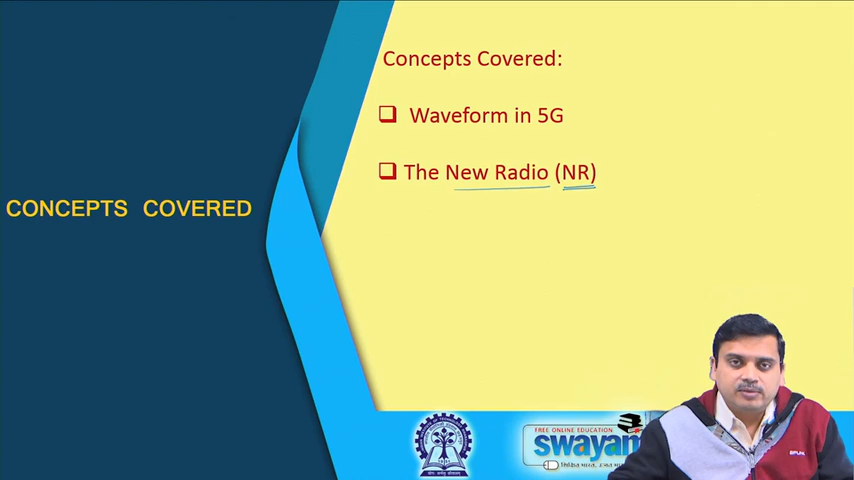 Concepts Covered:
❑ Waveform in 5G
❑ The New Radio (NR)
CONCEPTS COVERED
FREE ONLINE EDUCATION
swayam